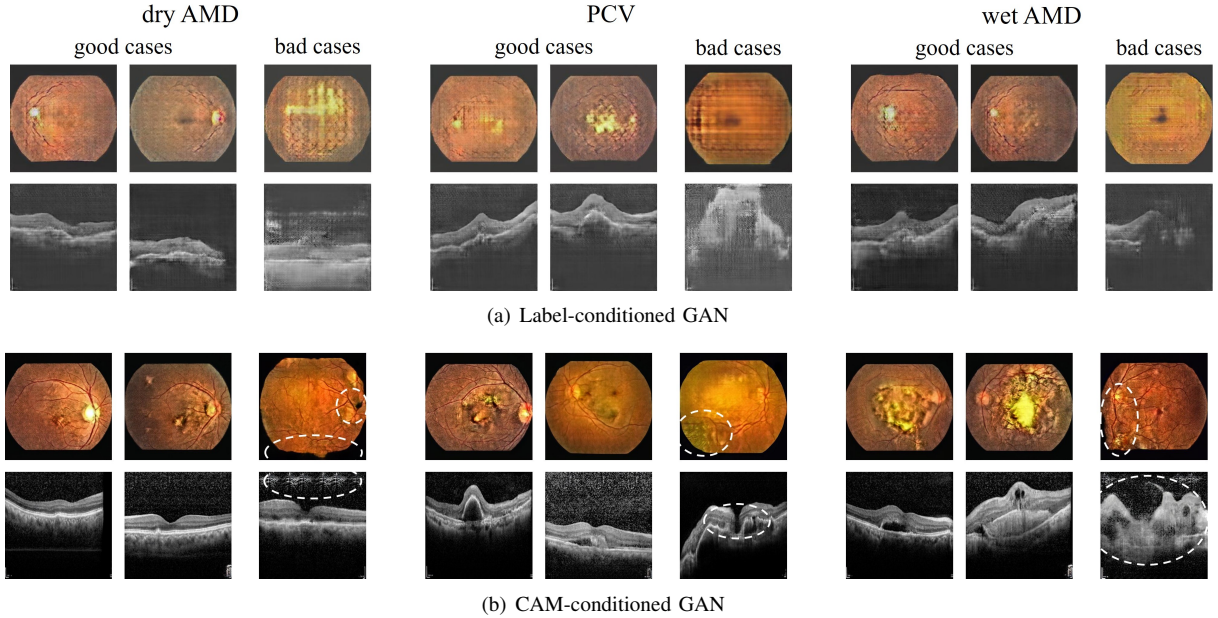 dry AMD PCV wet AMD
good cases bad cases good cases bad cases good cases bad cases
(a) Label-conditioned GAN
(b) CAM-conditioned GAN